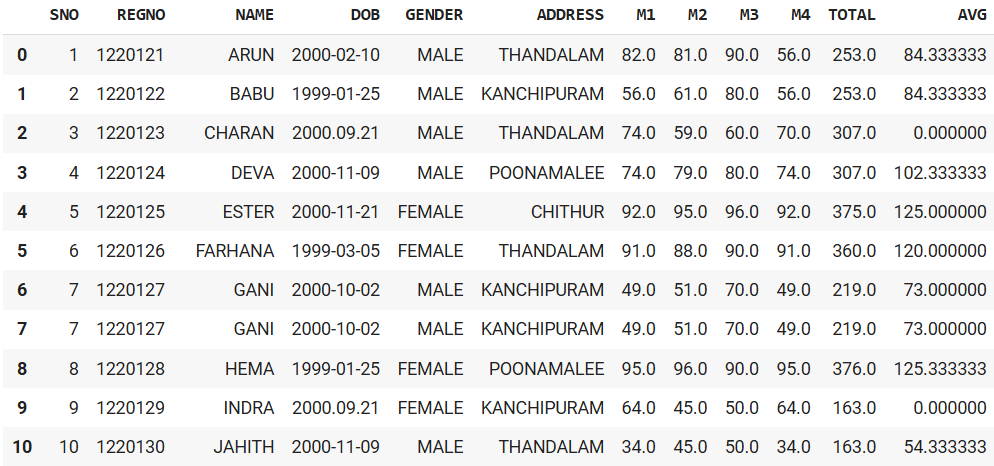 SNO REGNO NAME DOB GENDER ADDRESS M1 M2 M3 M4 TOTAL AVG
0 1 1220121 ARUN 2000-02-10 MALE THANDALAM 82.0 81.0 90.0 56.0 253.0 84.333333
1 2 1220122 BABU 1999-01-25 MALE KANCHIPURAM 56.0 61.0 80.0 56.0 253.0 84.333333
2 3 1220123 CHARAN 2000.09.21 MALE THANDALAM 74.0 59.0 60.0 70.0 307.0 0.000000
3 4 1220124 DEVA 2000-11-09 MALE POONAMALEE 74.0 79.0 80.0 74.0 307.0 102.333333
4 5 1220125 ESTER 2000-11-21 FEMALE CHITHUR 92.0 95.0 96.0 92.0 375.0 125.000000
5 6 1220126 FARHANA 1999-03-05 FEMALE THANDALAM 91.0 88.0 90.0 91.0 360.0 120.000000
6 7 1220127 GANI 2000-10-02 MALE KANCHIPURAM 49.0 51.0 70.0 49.0 219.0 73.000000
7 7 1220127 GANI 2000-10-02 MALE KANCHIPURAM 49.0 51.0 70.0 49.0 219.0 73.000000
8 8 1220128 HEMA 1999-01-25 FEMALE POONAMALEE 95.0 96.0 90.0 95.0 376.0 125.333333
9 9 1220129 INDRA 2000.09.21 FEMALE KANCHIPURAM 64.0 45.0 50.0 64.0 163.0 0.000000
10 10 1220130 JAHITH 2000-11-09 MALE THANDALAM 34.0 45.0 50.0 34.0 163.0 54.333333